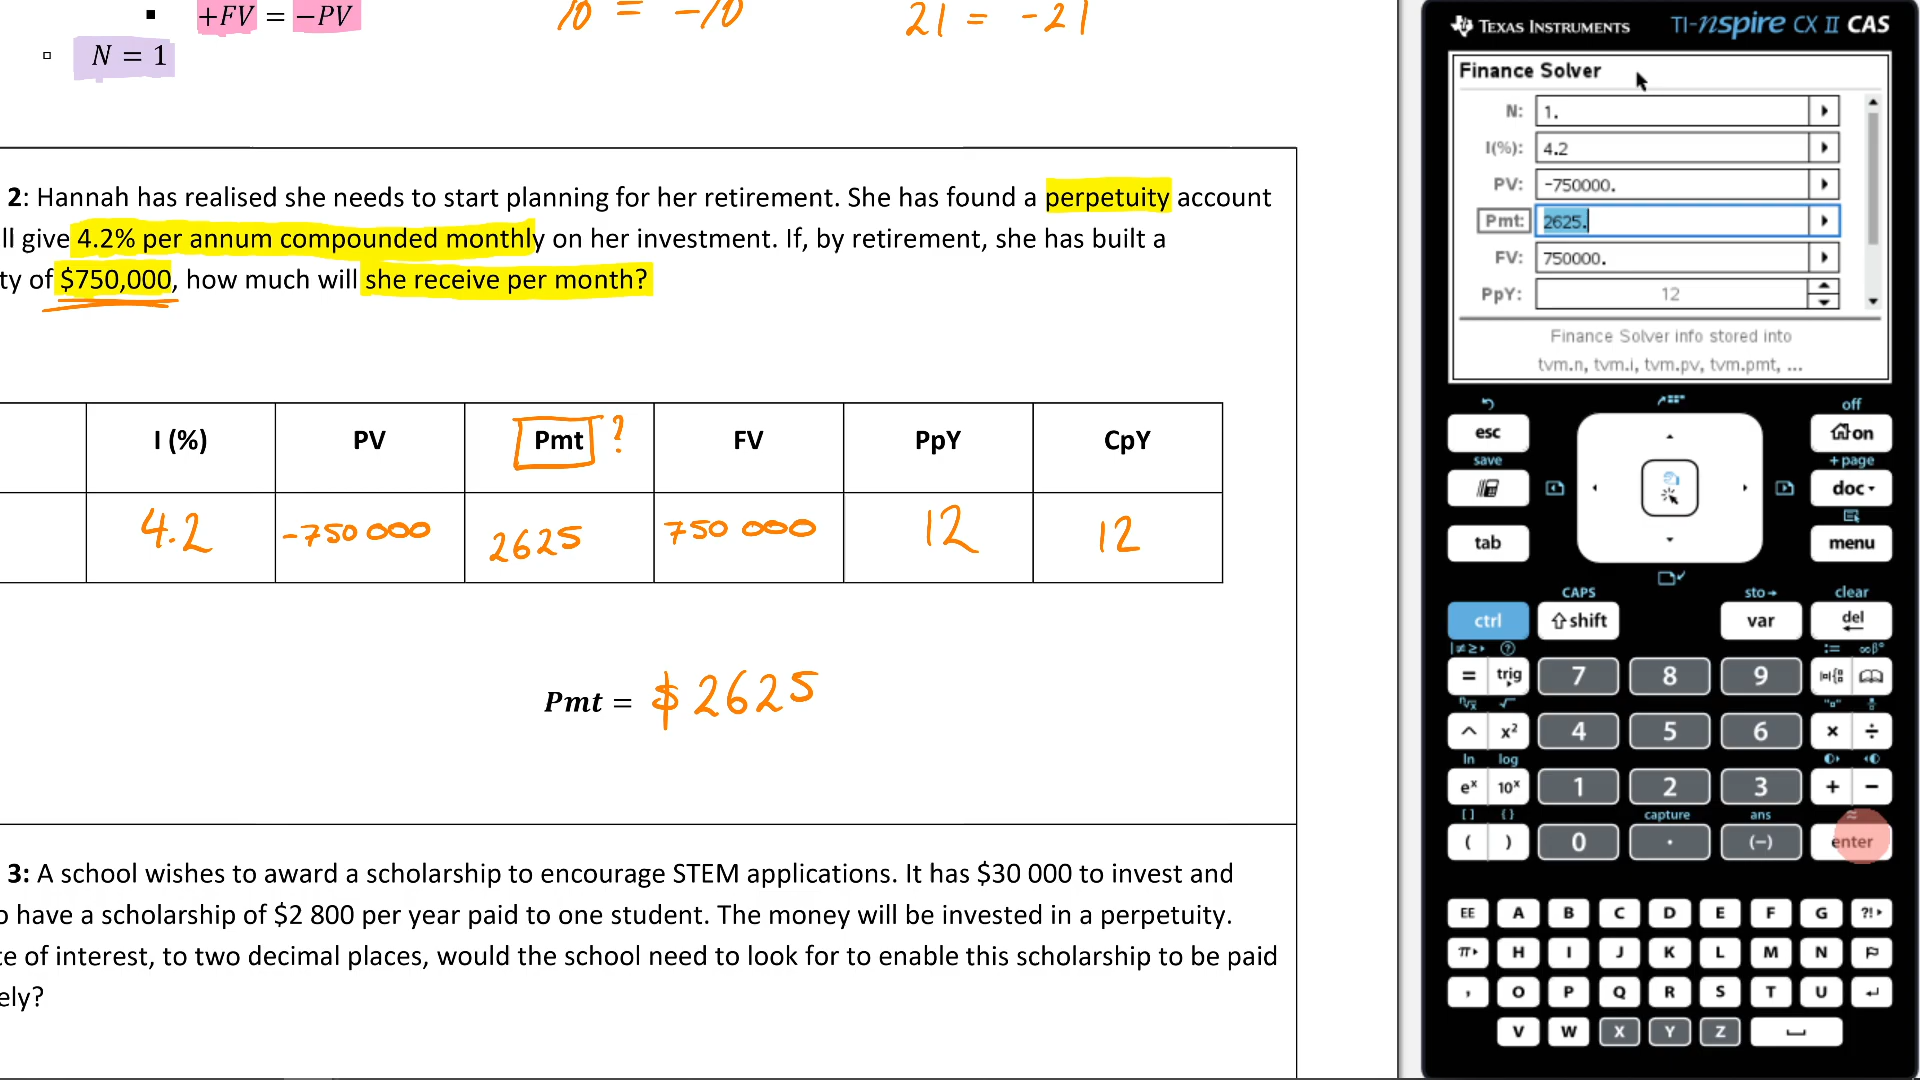 +FV = −PV
10 = -10
21 = -21
N = 1
2: Hannah has realised she needs to start planning for her retirement. She has found a perpetuity account
ll give 4.2% per annum compounded monthly on her investment. If, by retirement, she has built a
ty of $750,000, how much will she receive per month?
I (%) PV Pmt ? FV PpY CpY
4.2 -750 000 2625 750 000 12 12
Pmt = $2625
3: A school wishes to award a scholarship to encourage STEM applications. It has $30 000 to invest and
o have a scholarship of $2 800 per year paid to one student. The money will be invested in a perpetuity.
te of interest, to two decimal places, would the school need to look for to enable this scholarship to be paid
ely?
TEXAS INSTRUMENTS TI-nspire CX II CAS
Finance Solver
N: 1.
I(%): 4.2
PV: -750000.
Pmt: 2625.
FV: 750000.
PpY: 12
Finance Solver info stored into
tvm.n, tvm.i, tvm.pv, tvm.pmt, ...
off
esc on
save +page
doc
tab menu
CAPS sto→ clear
ctrl shift var del
|≠≥▸ ? := ∞β°
= trig 7 8 9
^ x² 4 5 6 × ÷
ln log
eˣ 10ˣ 1 2 3 + −
[ ] { } capture ans ≈
( ) 0 . (−) enter
EE A B C D E F G ?!▸
π▸ H I J K L M N
, O P Q R S T U
V W X Y Z